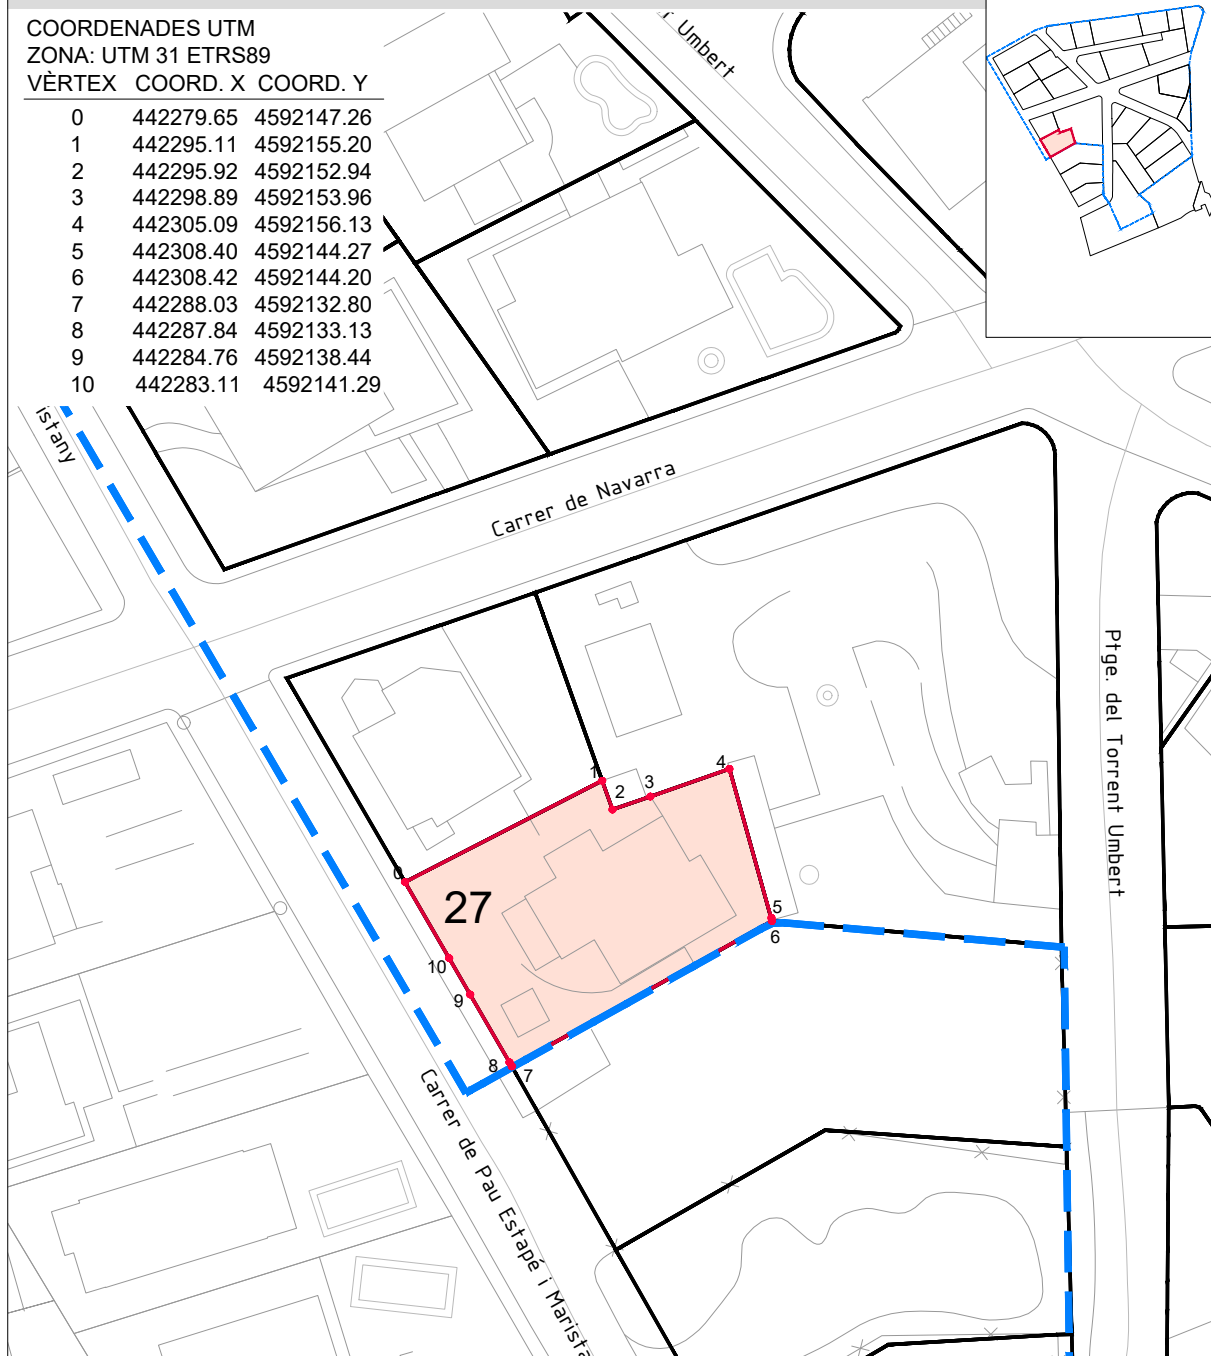 COORDENADES UTM
ZONA: UTM 31 ETRS89
VÈRTEX COORD. X COORD. Y
0 442279.65 4592147.26
1 442295.11 4592155.20
2 442295.92 4592152.94
3 442298.89 4592153.96
4 442305.09 4592156.13
5 442308.40 4592144.27
6 442308.42 4592144.20
7 442288.03 4592132.80
8 442287.84 4592133.13
9 442284.76 4592138.44
10 442283.11 4592141.29
r Umbert
istany
Carrer de Navarra
Ptge. del Torrent Umbert
1
2
3
4
0
27
5
6
10
9
8
7
Carrer de Pau Estapé i Marista